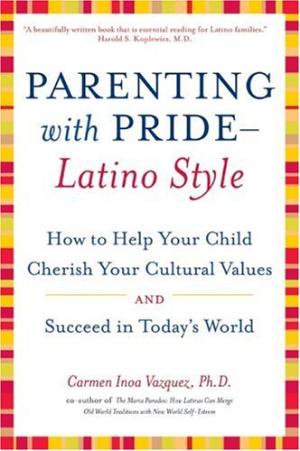 "A beautifully written book that is essential reading for Latino families."
Harold S. Koplewicz, M.D.
PARENTING
with PRIDE–
Latino Style
How to Help Your Child
Cherish Your Cultural Values
AND
Succeed in Today's World
Carmen Inoa Vazquez, Ph.D.
co-author of The Maria Paradox: How Latinas Can Merge
Old World Traditions with New World Self-Esteem